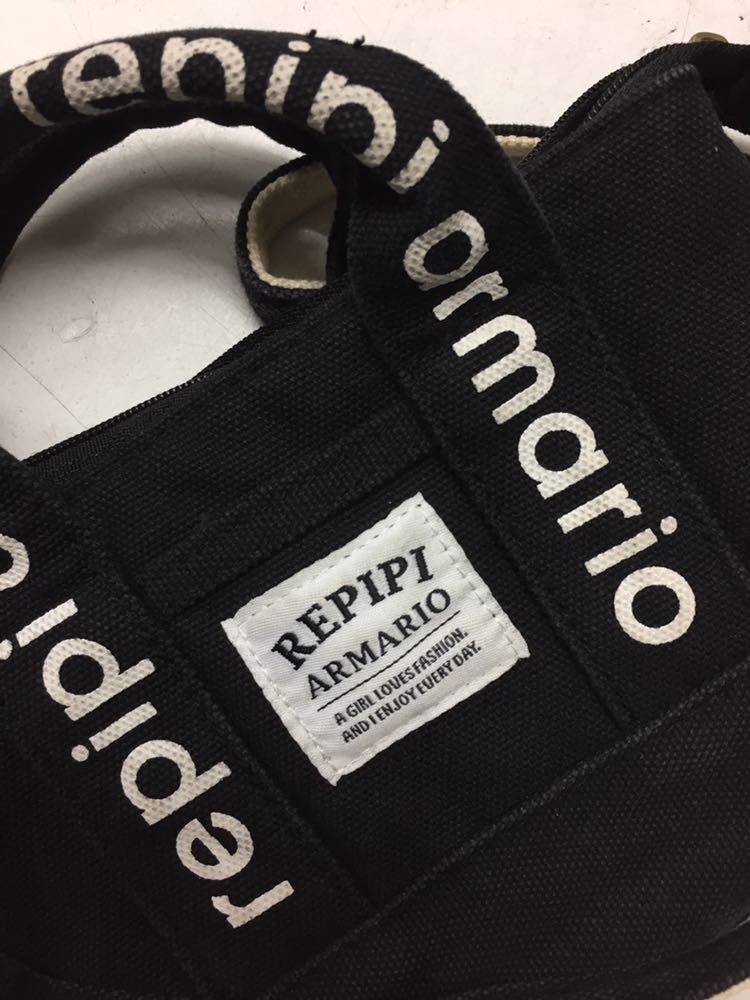 repipi armario
REPIPI
ARMARIO
A GIRL LOVES FASHION.
AND I ENJOY EVERY DAY.
repipi